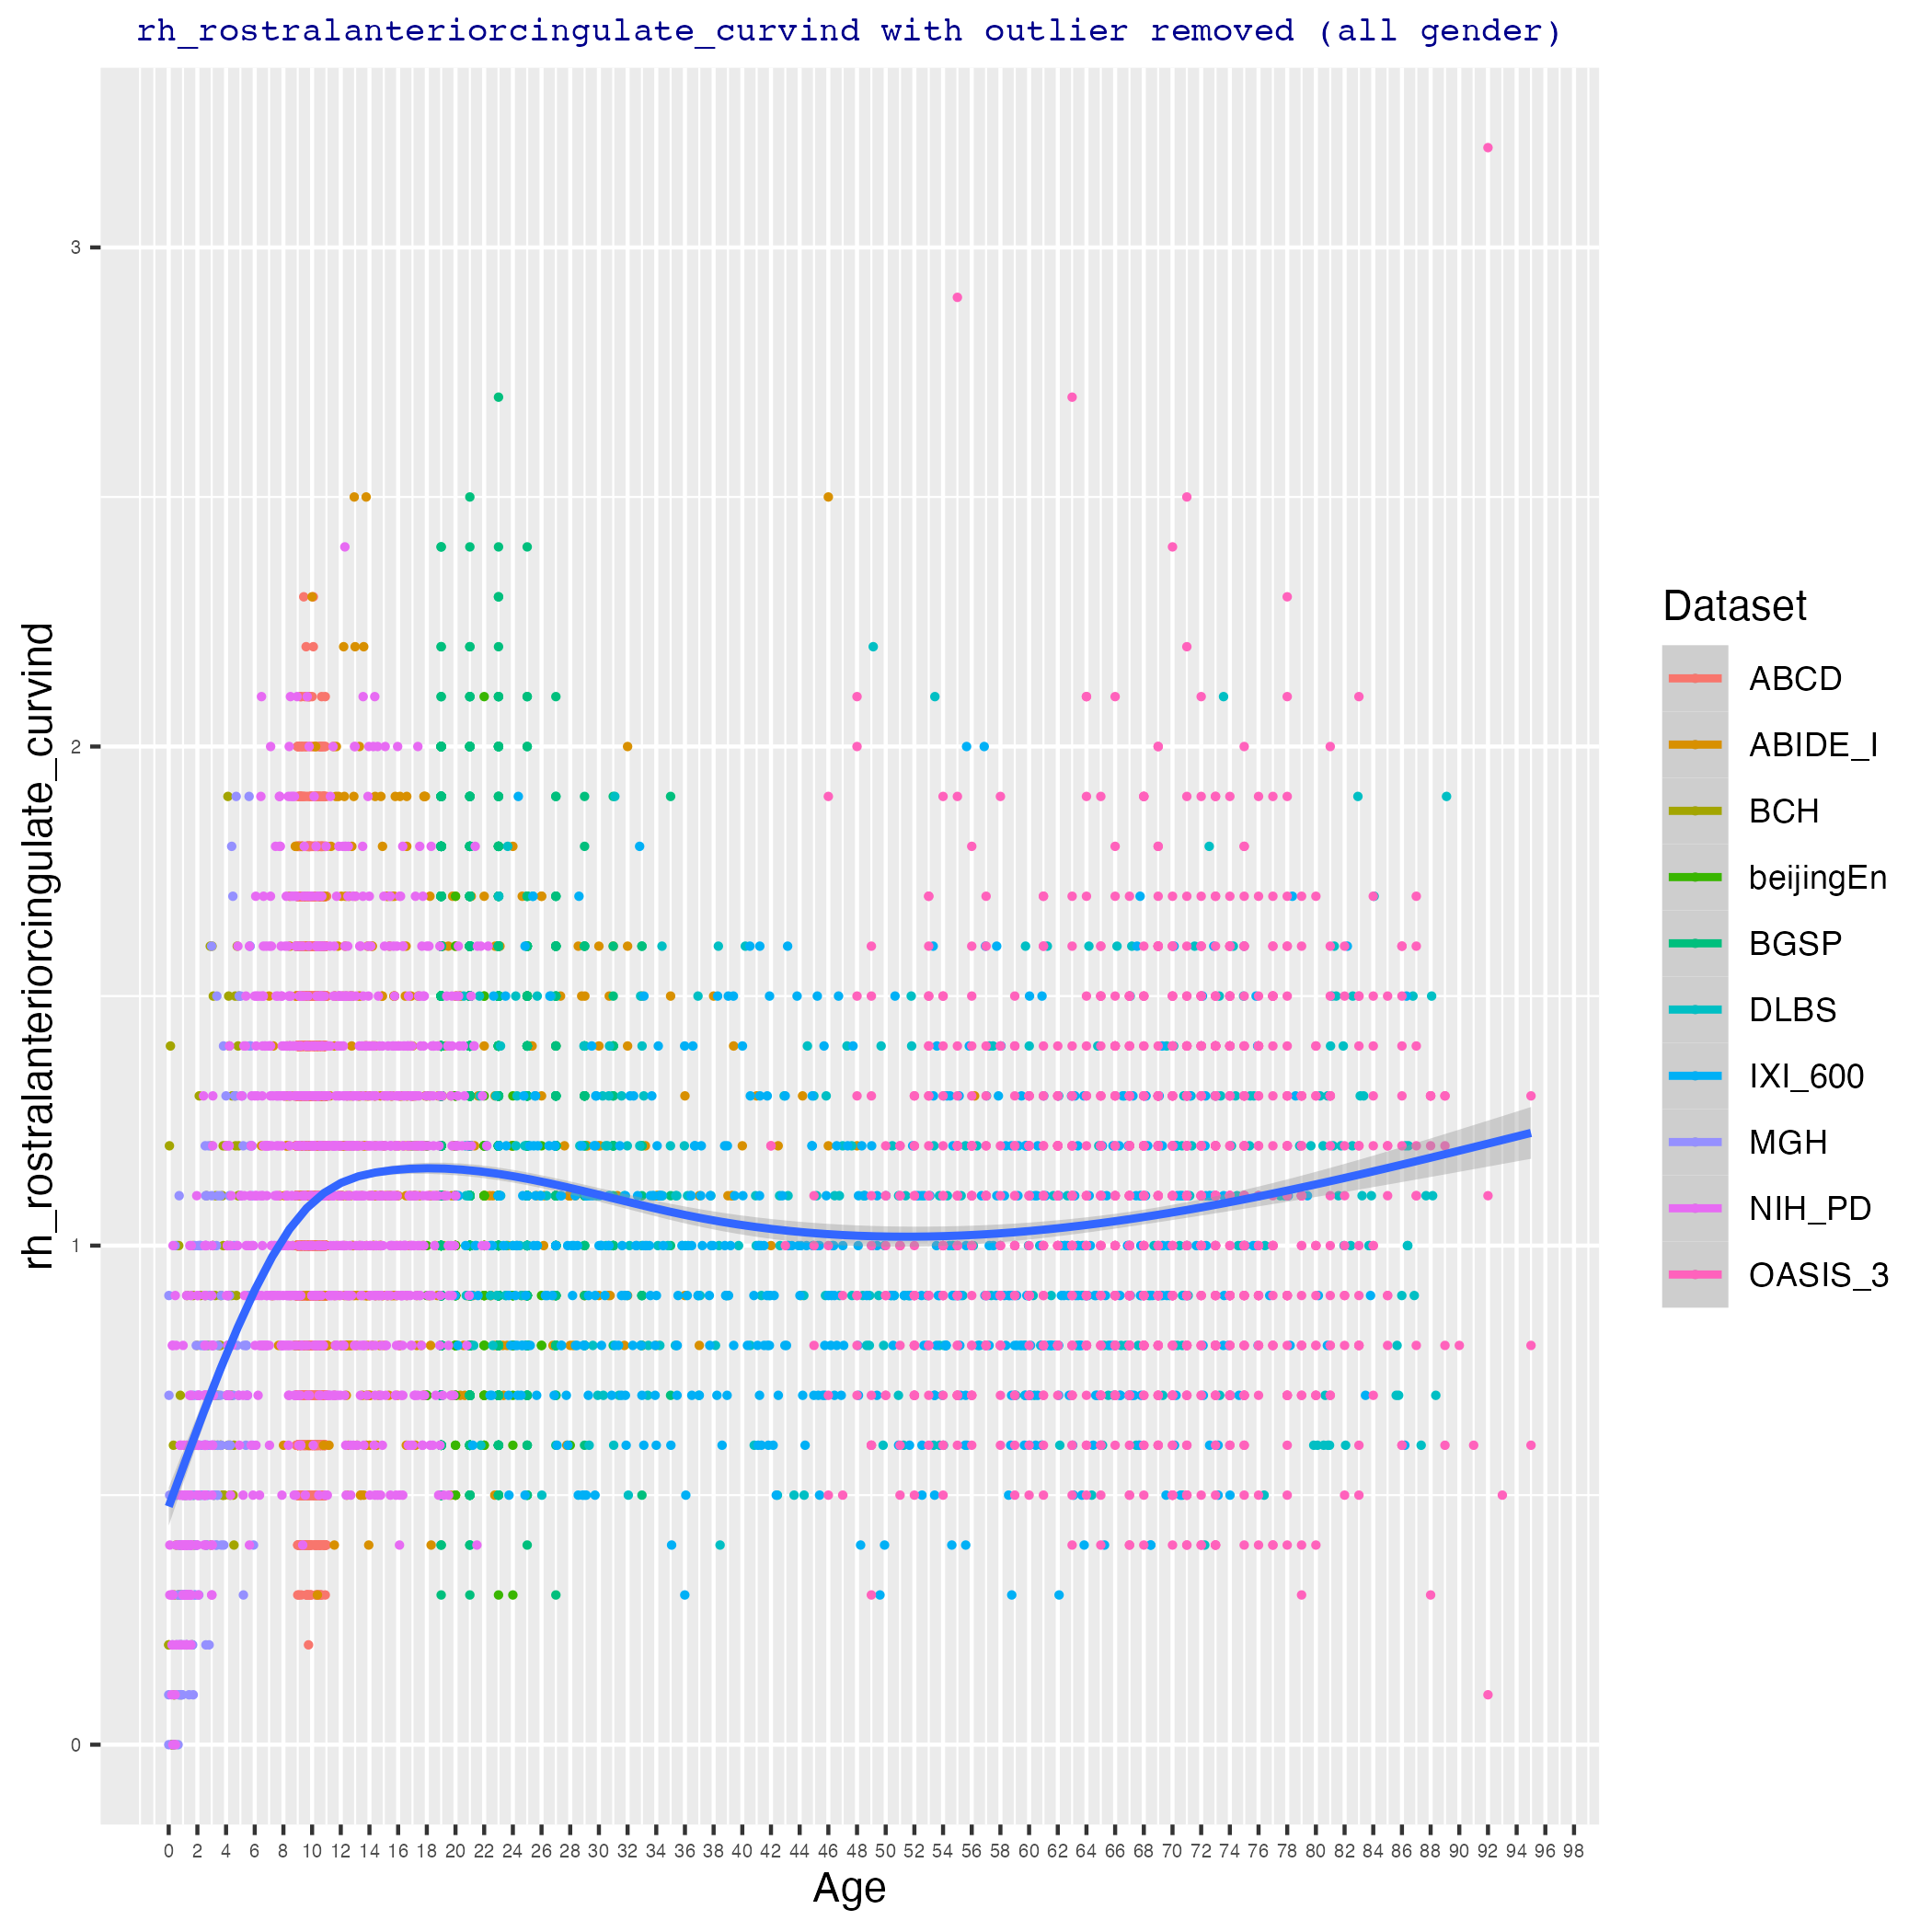 rh_rostralanteriorcingulate_curvind with outlier removed (all gender)
rh_rostralanteriorcingulate_curvind
3
2
1
0
0 2 4 6 8 10 12 14 16 18 20 22 24 26 28 30 32 34 36 38 40 42 44 46 48 50 52 54 56 58 60 62 64 66 68 70 72 74 76 78 80 82 84 86 88 90 92 94 96 98
Age
Dataset
ABCD
ABIDE_I
BCH
beijingEn
BGSP
DLBS
IXI_600
MGH
NIH_PD
OASIS_3